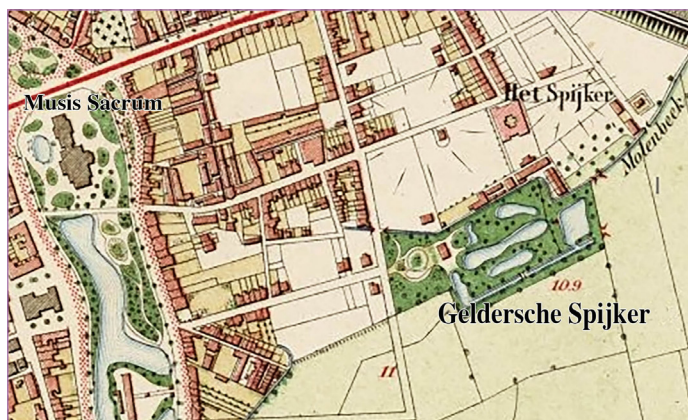 Musis Sacrum
Het Spijker
Molenbeek
10.9
Geldersche Spijker
11